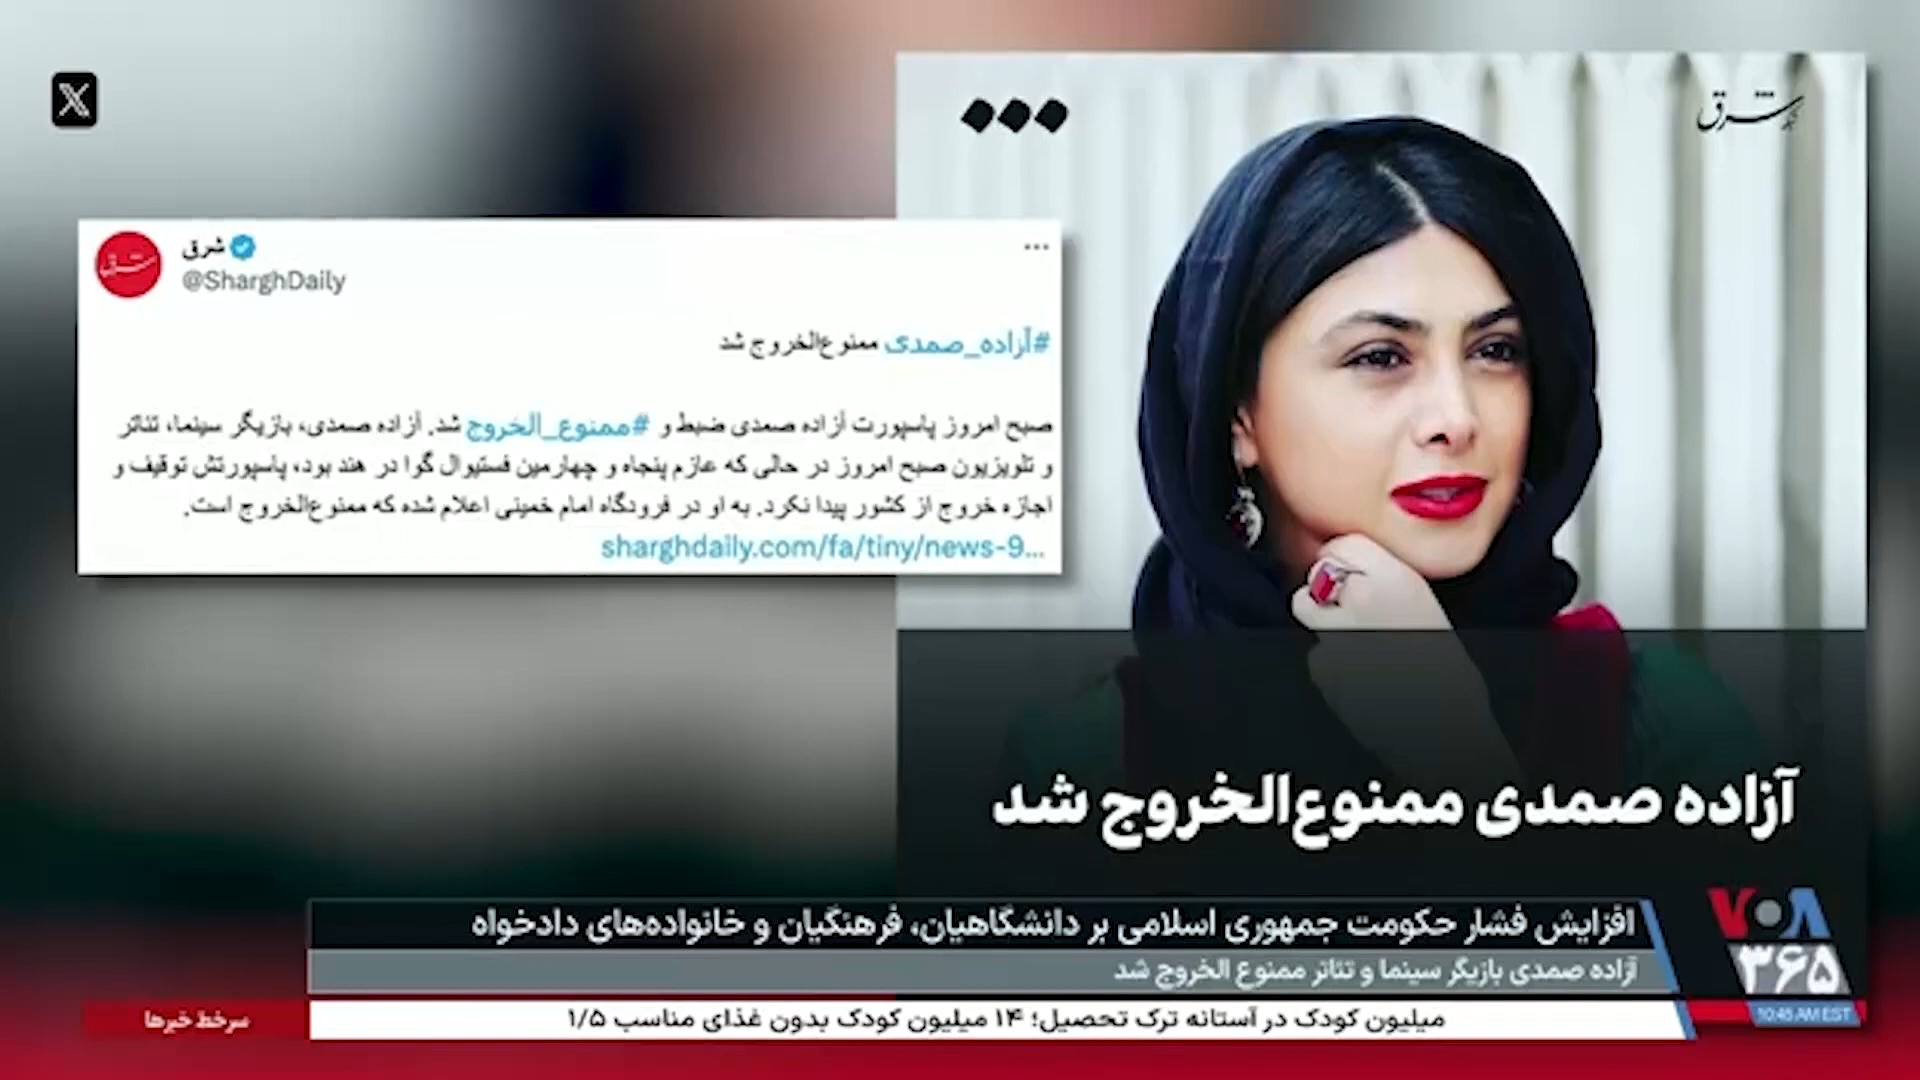 شرق
شرق
@SharghDaily
#آزاده_صمدی ممنوع‌الخروج شد
صبح امروز پاسپورت آزاده صمدی ضبط و #ممنوع_الخروج شد. آزاده صمدی، بازیگر سینما، تئاتر
و تلویزیون صبح امروز در حالی که عازم پنجاه و چهارمین فستیوال گوا در هند بود، پاسپورتش توقیف و
اجازه خروج از کشور پیدا نکرد. به او در فرودگاه امام خمینی اعلام شده که ممنوع‌الخروج است.
sharghdaily.com/fa/tiny/news-9...
آزاده صمدی ممنوع‌الخروج شد
افزایش فشار حکومت جمهوری اسلامی بر دانشگاهیان، فرهنگیان و خانواده‌های دادخواه
آزاده صمدی بازیگر سینما و تئاتر ممنوع الخروج شد
VOA
۳۶۵
10:45 AM EST
سرخط خبرها
میلیون کودک در آستانه ترک تحصیل؛ ۱۴ میلیون کودک بدون غذای مناسب ۱/۵